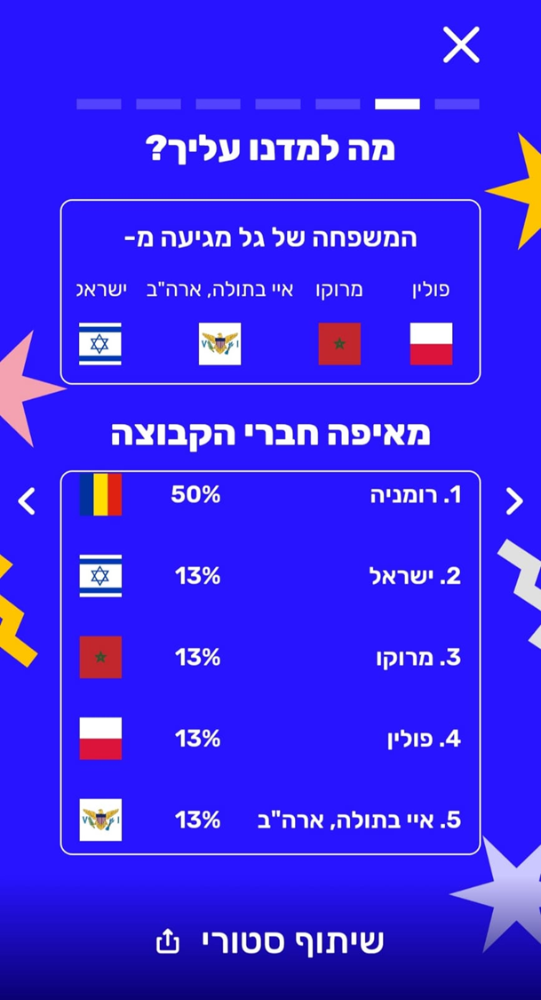 מה למדנו עליך?
המשפחה של גל מגיעה מ-
פולין מרוקו איי בתולה, ארה"ב ישראל
V I
מאיפה חברי הקבוצה
1. רומניה 50%
2. ישראל 13%
3. מרוקו 13%
4. פולין 13%
5. איי בתולה, ארה"ב 13%
V I
שיתוף סטורי